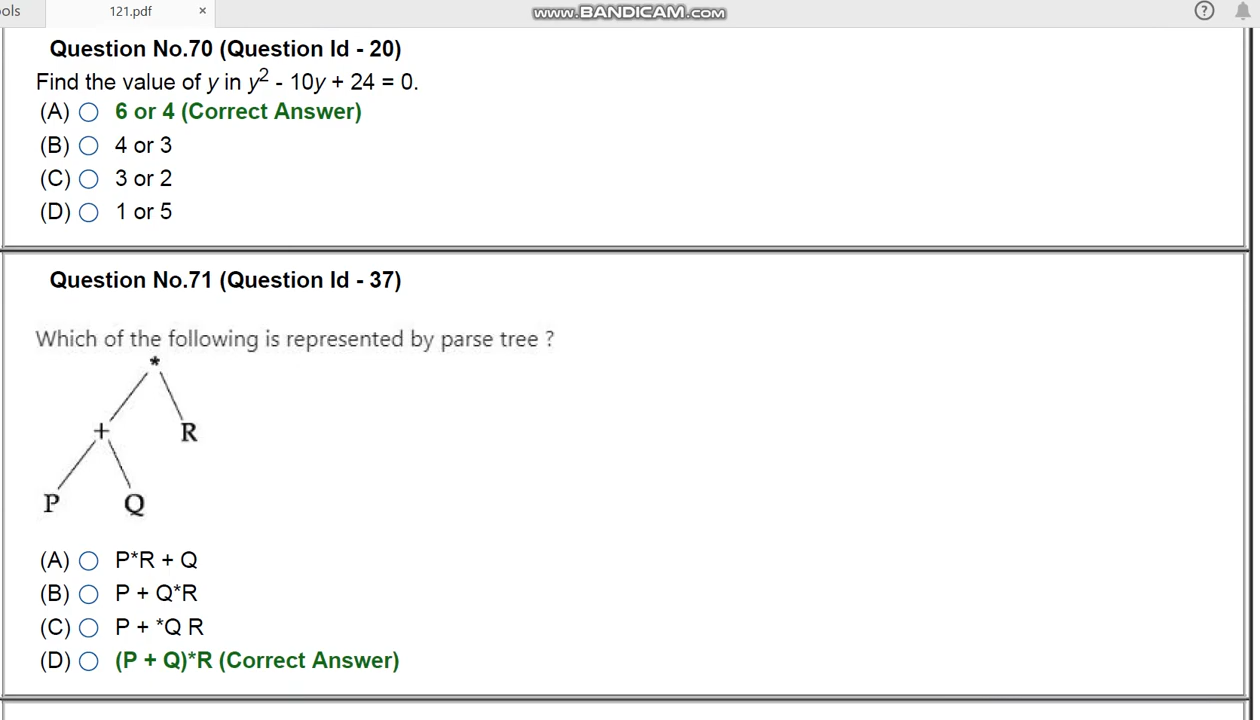 ols 121.pdf × www.BANDICAM.COM ?
Question No.70 (Question Id - 20)
Find the value of y in y² - 10y + 24 = 0.
(A) 6 or 4 (Correct Answer)
(B) 4 or 3
(C) 3 or 2
(D) 1 or 5
Question No.71 (Question Id - 37)
Which of the following is represented by parse tree ?
*
+ R
P Q
(A) P*R + Q
(B) P + Q*R
(C) P + *Q R
(D) (P + Q)*R (Correct Answer)